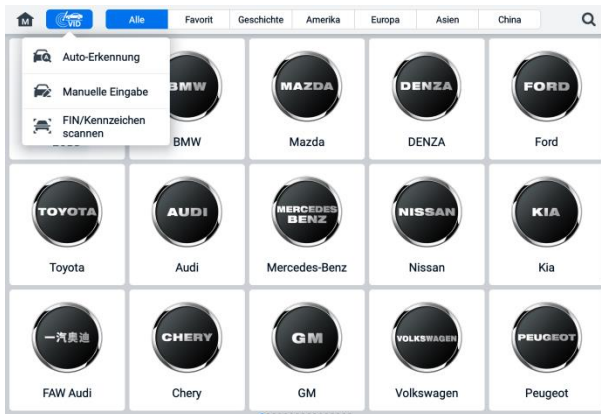 M
VID
Alle
Favorit
Geschichte
Amerika
Europa
Asien
China
Auto-Erkennung
Manuelle Eingabe
FIN/Kennzeichen
scannen
BMW
MAZDA
DENZA
FORD
BMW
Mazda
DENZA
Ford
TOYOTA
AUDI
MERCEDES
BENZ
NISSAN
KIA
Toyota
Audi
Mercedes-Benz
Nissan
Kia
一汽奥迪
CHERY
GM
VOLKSWAGEN
PEUGEOT
FAW Audi
Chery
GM
Volkswagen
Peugeot